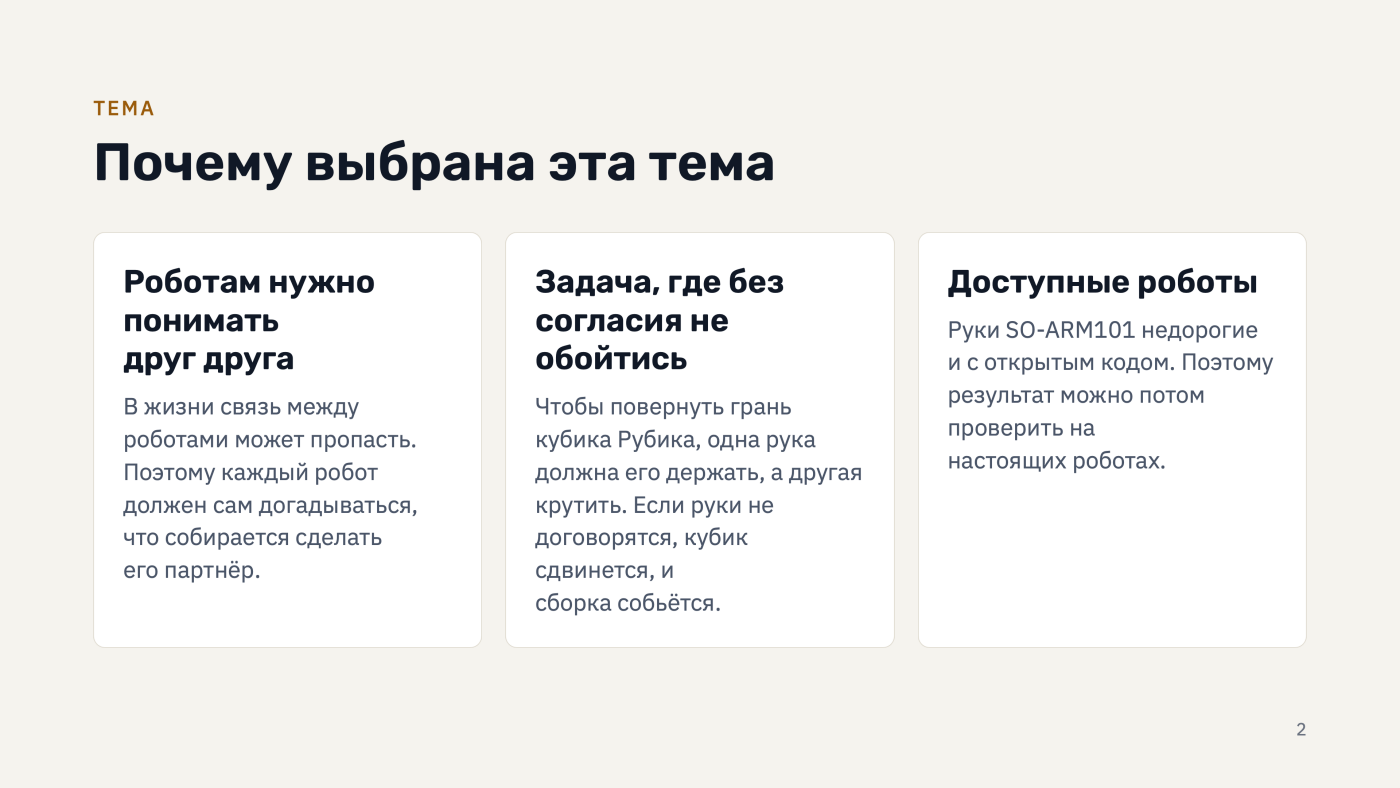 ТЕМА
Почему выбрана эта тема
Роботам нужно
понимать
друг друга
В жизни связь между
роботами может пропасть.
Поэтому каждый робот
должен сам догадываться,
что собирается сделать
его партнёр.
Задача, где без
согласия не
обойтись
Чтобы повернуть грань
кубика Рубика, одна рука
должна его держать, а другая
крутить. Если руки не
договорятся, кубик
сдвинется, и
сборка собьётся.
Доступные роботы
Руки SO-ARM101 недорогие
и с открытым кодом. Поэтому
результат можно потом
проверить на
настоящих роботах.
2